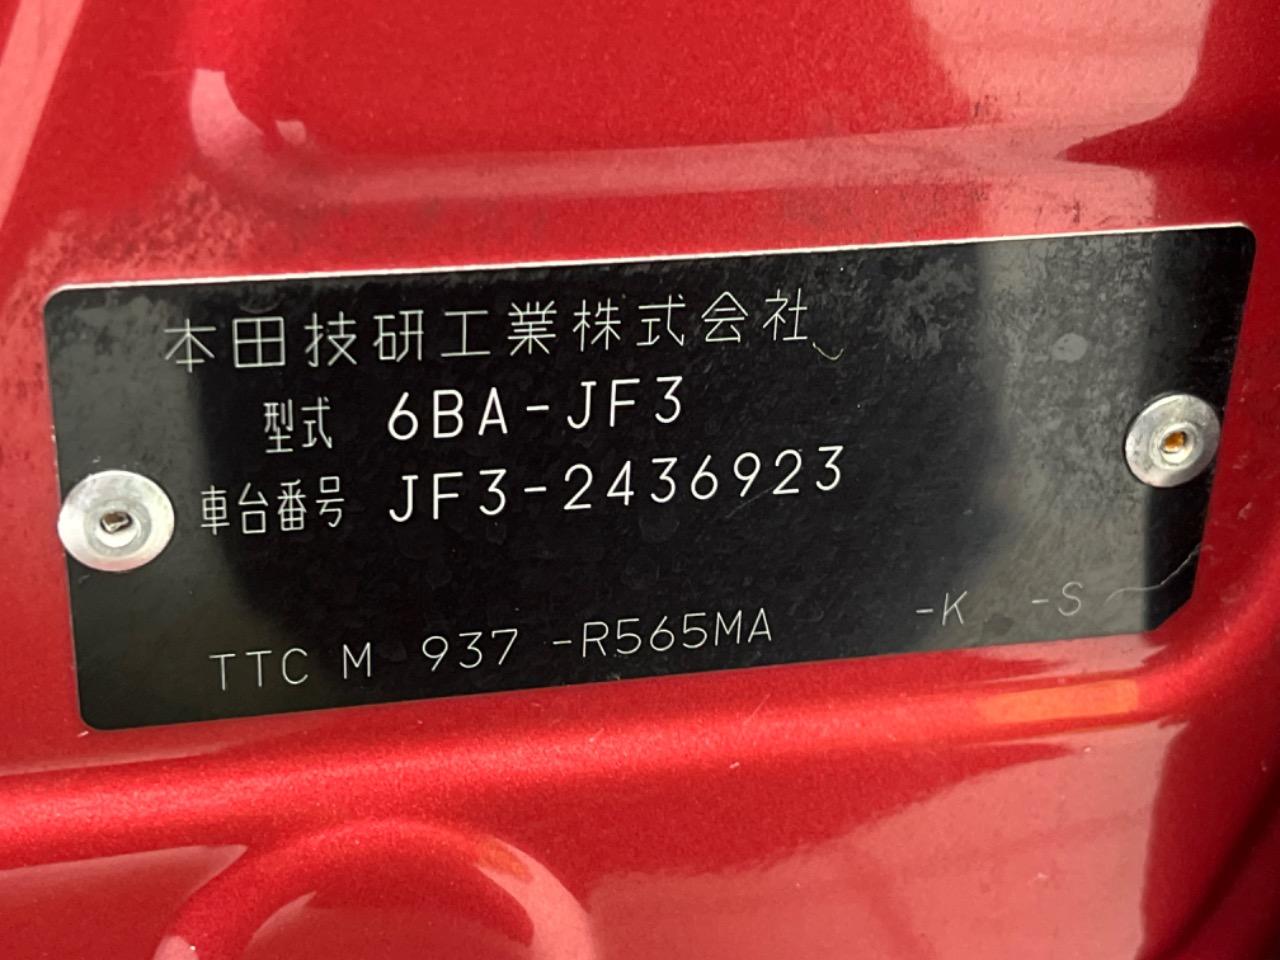 本田技研工業株式会社
型式 6BA-JF3
車台番号 JF3-2436923
TTC M 937 -R565MA -K -S